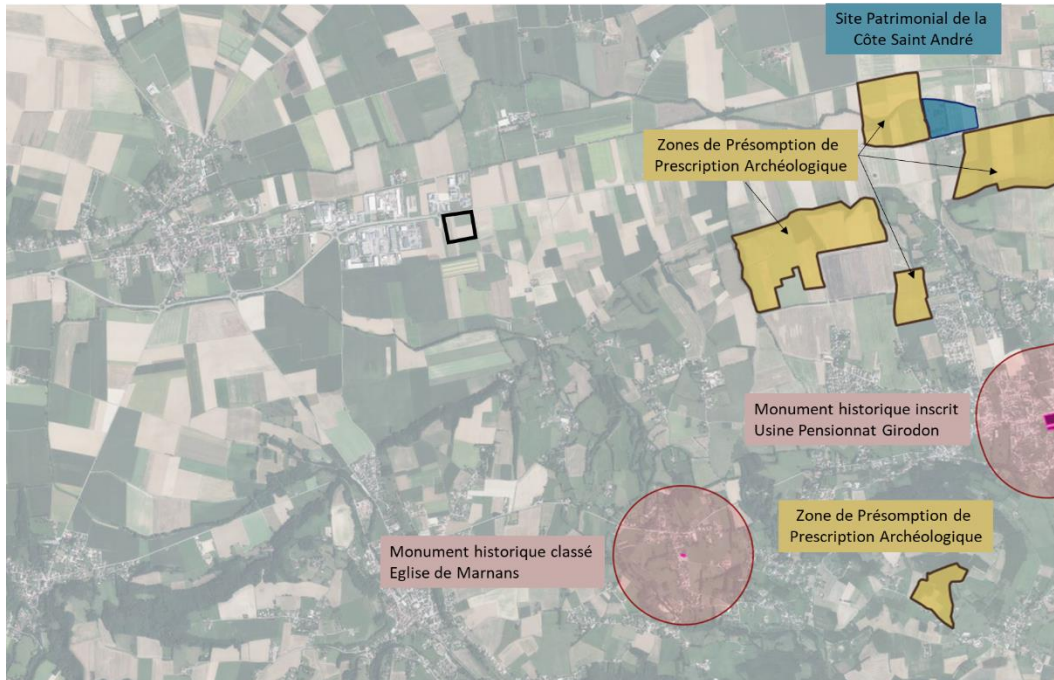 Site Patrimonial de la
Côte Saint André
Zones de Présomption de
Prescription Archéologique
Monument historique inscrit
Usine Pensionnat Girodon
Zone de Présomption de
Prescription Archéologique
Monument historique classé
Eglise de Marnans